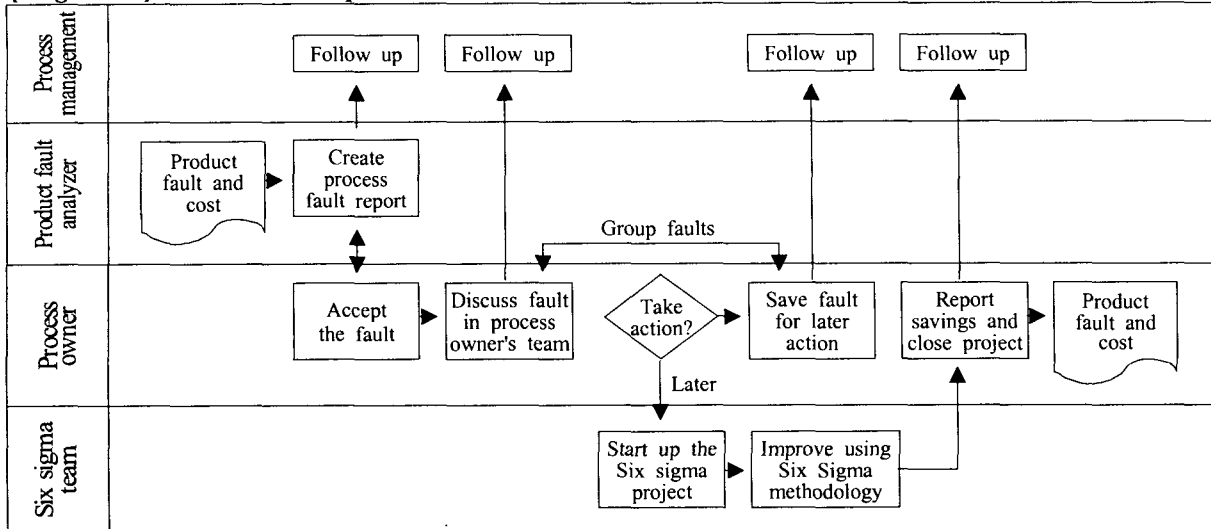 Process
management
Follow up
Follow up
Follow up
Follow up
Product fault
analyzer
Product
fault and
cost
Create
process
fault report
Group faults
Process
owner
Accept
the fault
Discuss fault
in process
owner's team
Take
action?
Save fault
for later
action
Report
savings and
close project
Product
fault and
cost
Later
Six sigma
team
Start up the
Six sigma
project
Improve using
Six Sigma
methodology